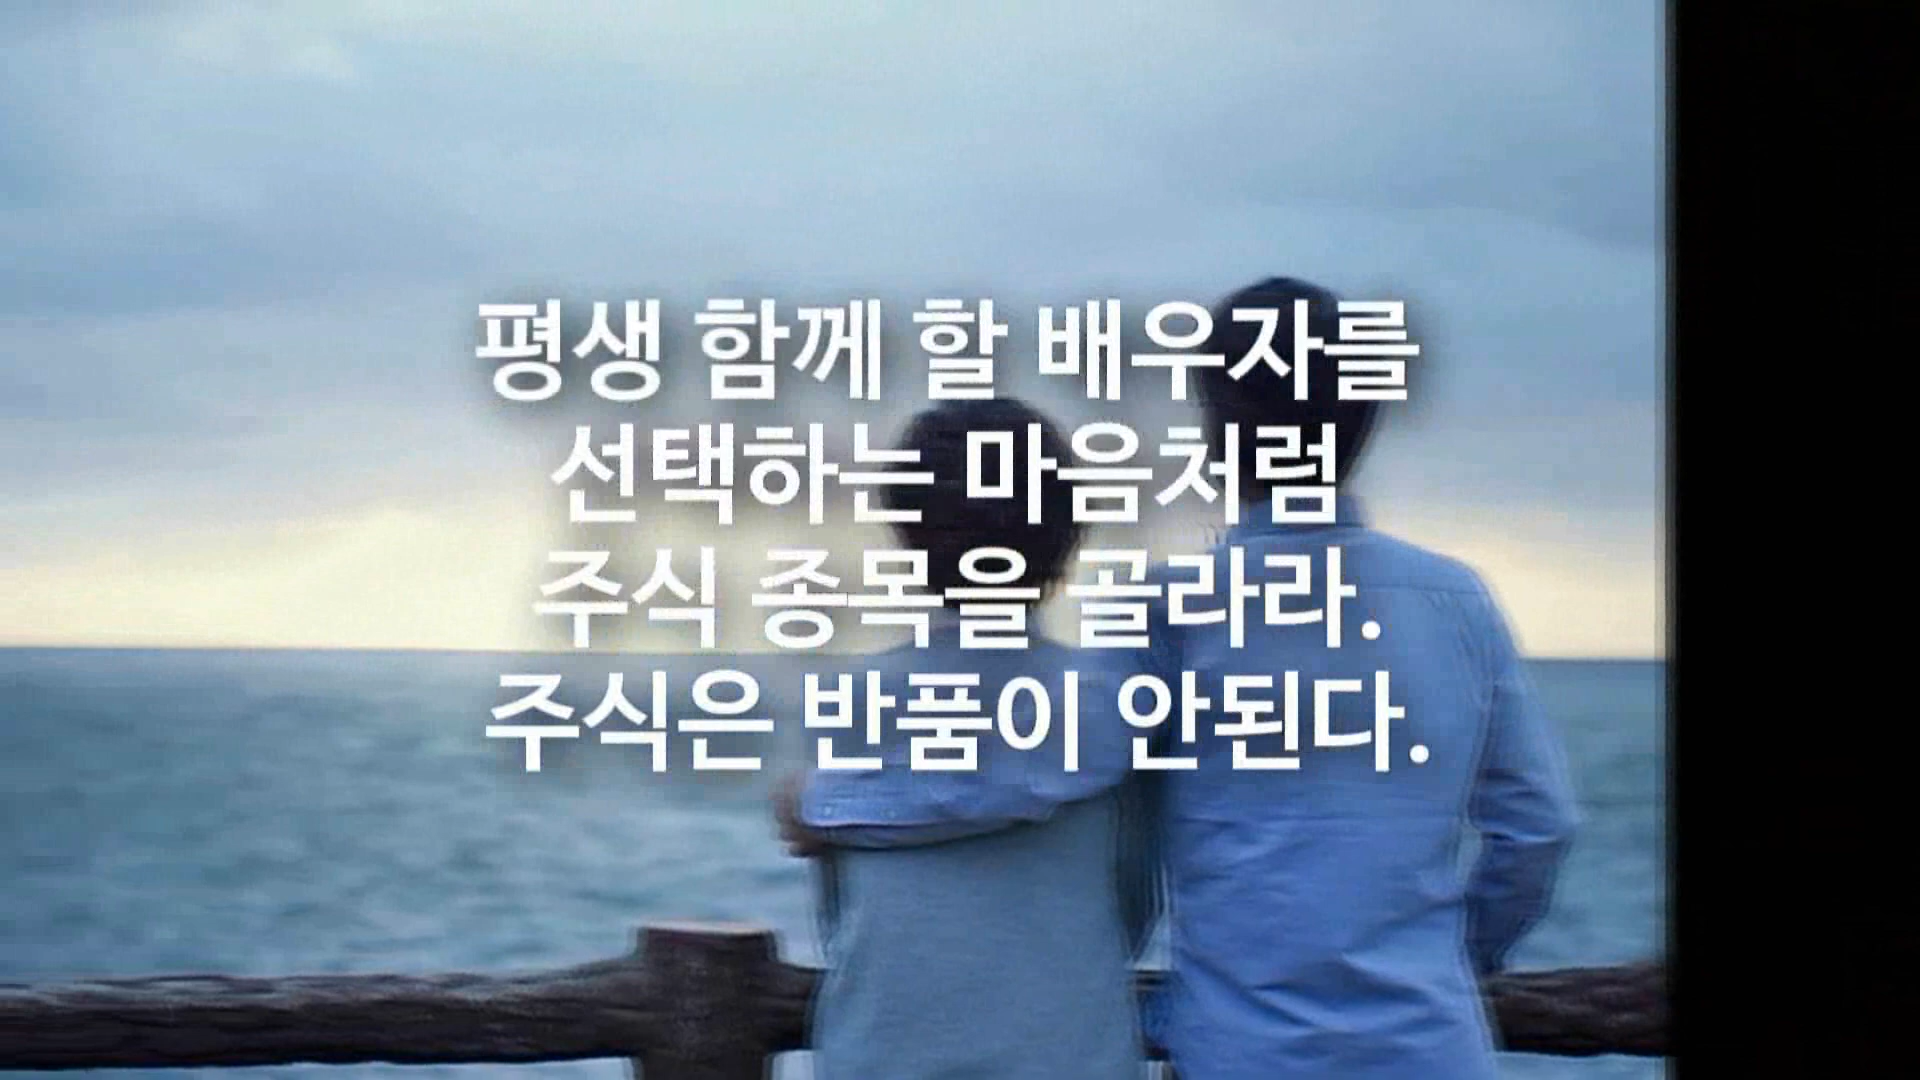 평생 함께 할 배우자를
선택하는 마음처럼
주식 종목을 골라라.
주식은 반품이 안된다.